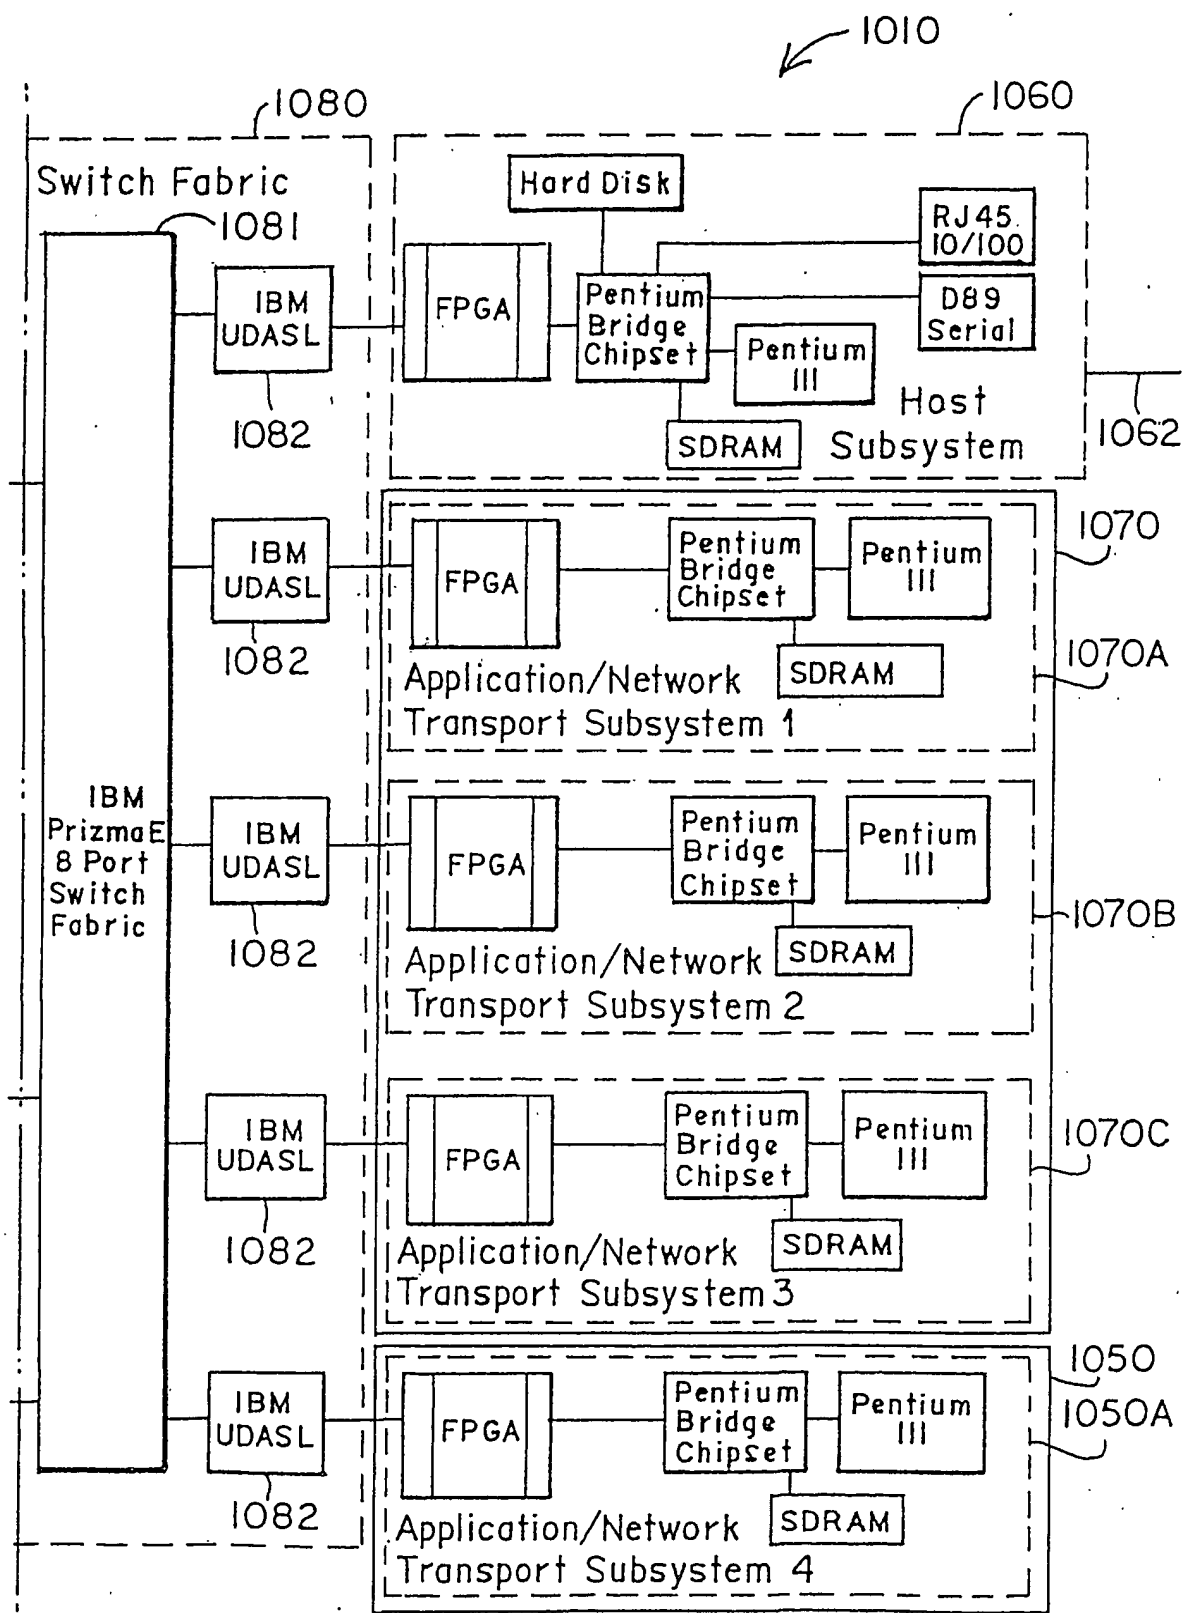 1010
1080
1060
Switch Fabric
1081
Hard Disk
RJ45
10/100
IBM
UDASL
FPGA
Pentium
Bridge
Chipset
D89
Serial
Pentium
III
1082
SDRAM
Host
Subsystem
1062
IBM
UDASL
FPGA
Pentium
Bridge
Chipset
Pentium
III
1070
1082
SDRAM
1070A
Application/Network
Transport Subsystem 1
IBM
PrizmaE
8 Port
Switch
Fabric
IBM
UDASL
FPGA
Pentium
Bridge
Chipset
Pentium
III
1070B
1082
SDRAM
Application/Network
Transport Subsystem 2
IBM
UDASL
FPGA
Pentium
Bridge
Chipset
Pentium
III
1070C
1082
SDRAM
Application/Network
Transport Subsystem 3
IBM
UDASL
FPGA
Pentium
Bridge
Chipset
Pentium
III
1050
1050A
1082
SDRAM
Application/Network
Transport Subsystem 4